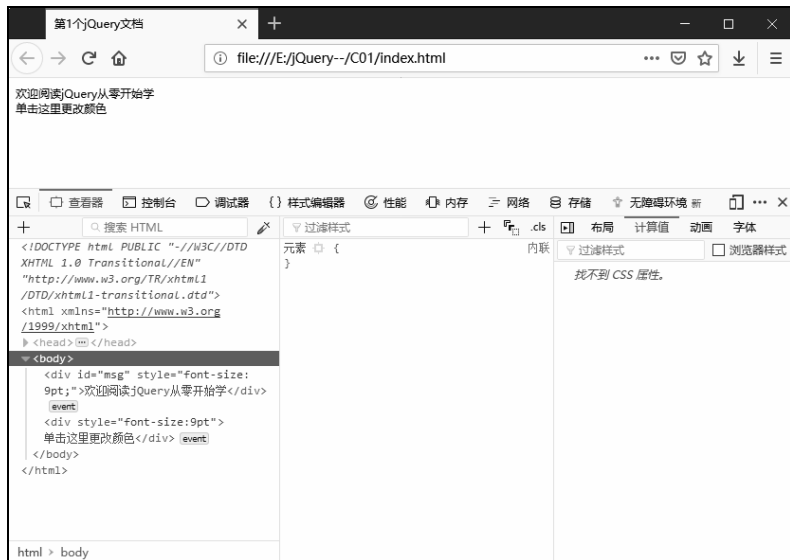 第1个jQuery文档
file:///E:/jQuery--/C01/index.html
欢迎阅读jQuery从零开始学
单击这里更改颜色
查看器 控制台 调试器 {} 样式编辑器 性能 内存 网络 存储 无障碍环境 新
搜索 HTML
过滤样式
.cls
布局 计算值 动画 字体
<!DOCTYPE html PUBLIC "-//W3C//DTD
XHTML 1.0 Transitional//EN"
"http://www.w3.org/TR/xhtml1
/DTD/xhtml1-transitional.dtd">
<html xmlns="http://www.w3.org
/1999/xhtml">
<head>…</head>
<body>
<div id="msg" style="font-size:
9pt;">欢迎阅读jQuery从零开始学</div>
event
<div style="font-size:9pt">
单击这里更改颜色</div> event
</body>
</html>
html > body
元素 {
内联
}
过滤样式
浏览器样式
找不到 CSS 属性。